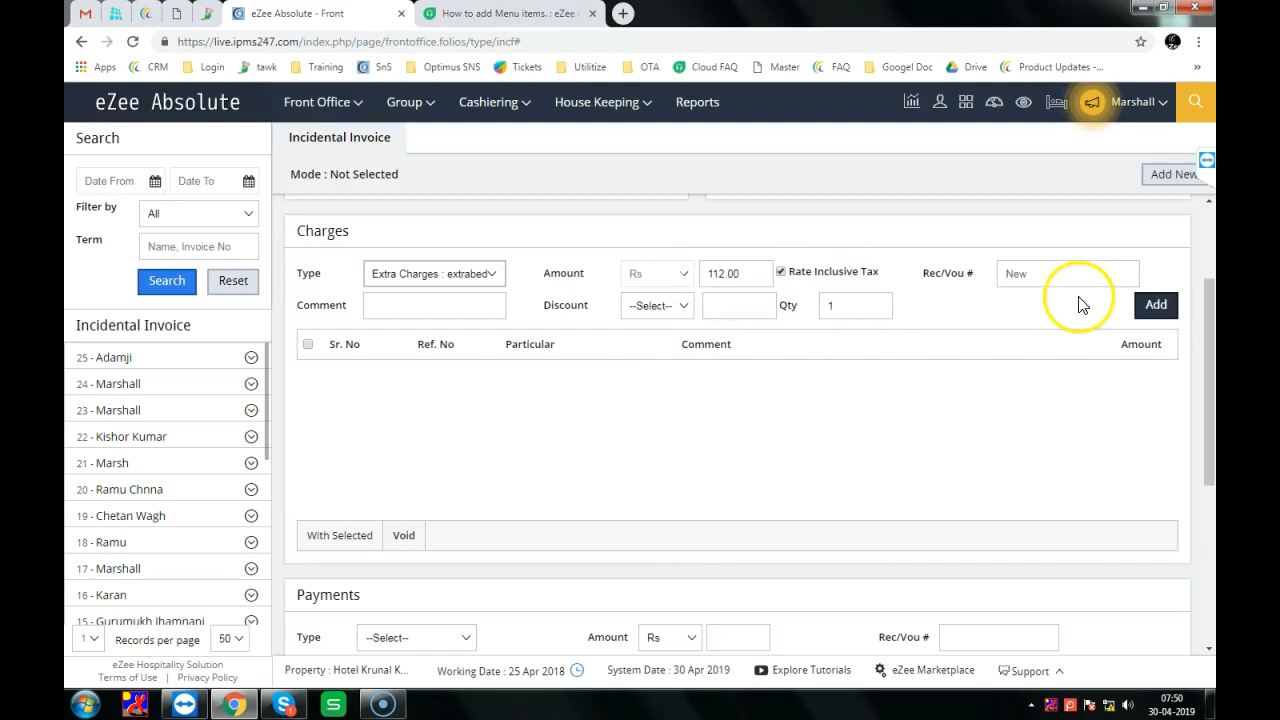 eZee Absolute - Front
How to add Menu items. : eZee
https://live.ipms247.com/index.php/page/frontoffice.folios/type/incf#
Apps CRM Login tawk Training SnS Optimus SNS Tickets Utilitize OTA Cloud FAQ Master FAQ Googel Doc Drive Product Updates -... »
eZee Absolute Front Office Group Cashiering House Keeping Reports Marshall
Search
Incidental Invoice
Date From Date To
Mode : Not Selected
Add New
Filter by All
Term Name, Invoice No
Search Reset
Charges
Type Extra Charges : extrabed Amount Rs 112.00 Rate Inclusive Tax Rec/Vou # New
Comment Discount --Select-- Qty 1 Add
Sr. No Ref. No Particular Comment Amount
Incidental Invoice
25 - Adamji
24 - Marshall
23 - Marshall
22 - Kishor Kumar
21 - Marsh
20 - Ramu Chnna
19 - Chetan Wagh
18 - Ramu
17 - Marshall
16 - Karan
15 - Gurumukh Jhamnani
With Selected Void
Payments
Type --Select-- Amount Rs Rec/Vou #
1 Records per page 50
eZee Hospitality Solution
Terms of Use | Privacy Policy
Property : Hotel Krunal K... Working Date : 25 Apr 2018 System Date : 30 Apr 2019 Explore Tutorials eZee Marketplace Support
07:50
30-04-2019